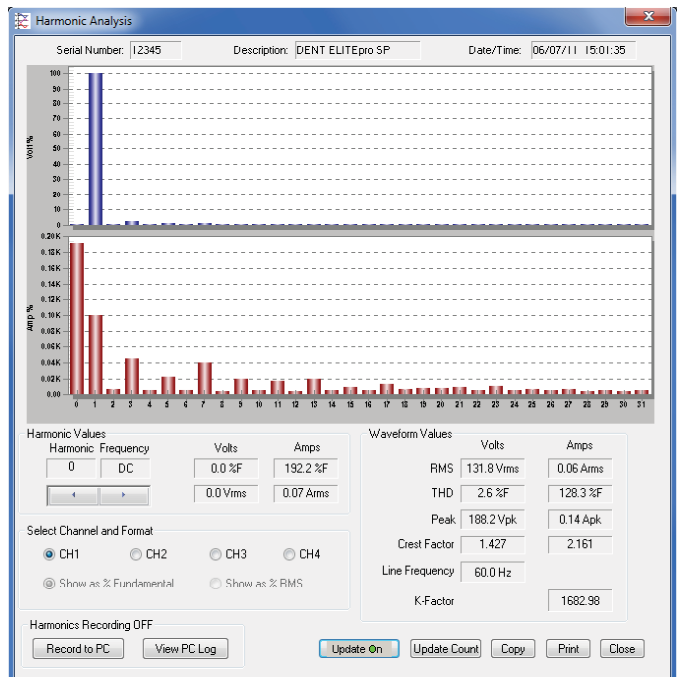 Harmonic Analysis
Serial Number: 12345 Description: DENT ELITEpro SP Date/Time: 06/07/11 15:01:35
100
90
80
70
60
50
40
30
20
10
0
Volt %
0.20K
0.18K
0.16K
0.14K
0.12K
0.10K
0.08K
0.06K
0.04K
0.02K
0.00
Amp %
0 1 2 3 4 5 6 7 8 9 10 11 12 13 14 15 16 17 18 19 20 21 22 23 24 25 26 27 28 29 30 31
Harmonic Values
Harmonic Frequency Volts Amps
0 DC 0.0 %F 192.2 %F
0.0 Vrms 0.07 Arms
Select Channel and Format
CH1 CH2 CH3 CH4
Show as % Fundamental Show as % RMS
Waveform Values
Volts Amps
RMS 131.8 Vrms 0.06 Arms
THD 2.6 %F 128.3 %F
Peak 188.2 Vpk 0.14 Apk
Crest Factor 1.427 2.161
Line Frequency 60.0 Hz
K-Factor 1682.98
Harmonics Recording OFF
Record to PC View PC Log Update On Update Count Copy Print Close